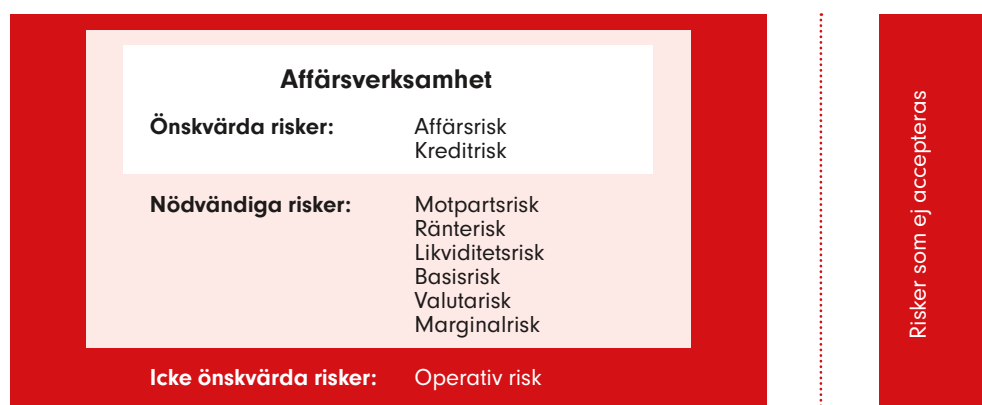 Affärsverksamhet
Önskvärda risker: Affärsrisk
Kreditrisk
Nödvändiga risker: Motpartsrisk
Ränterisk
Likviditetsrisk
Basisrisk
Valutarisk
Marginalrisk
Icke önskvärda risker: Operativ risk
Risker som ej accepteras